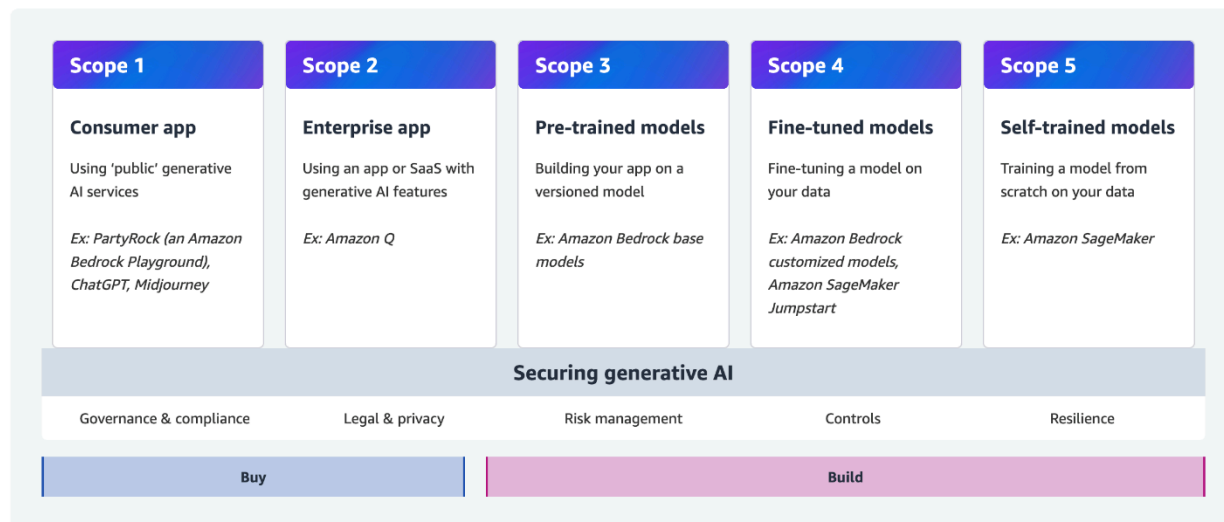 Scope 1
Consumer app
Using ‘public’ generative
AI services
Ex: PartyRock (an Amazon
Bedrock Playground),
ChatGPT, Midjourney
Scope 2
Enterprise app
Using an app or SaaS with
generative AI features
Ex: Amazon Q
Scope 3
Pre-trained models
Building your app on a
versioned model
Ex: Amazon Bedrock base
models
Scope 4
Fine-tuned models
Fine-tuning a model on
your data
Ex: Amazon Bedrock
customized models,
Amazon SageMaker
Jumpstart
Scope 5
Self-trained models
Training a model from
scratch on your data
Ex: Amazon SageMaker
Securing generative AI
Governance & compliance
Legal & privacy
Risk management
Controls
Resilience
Buy
Build